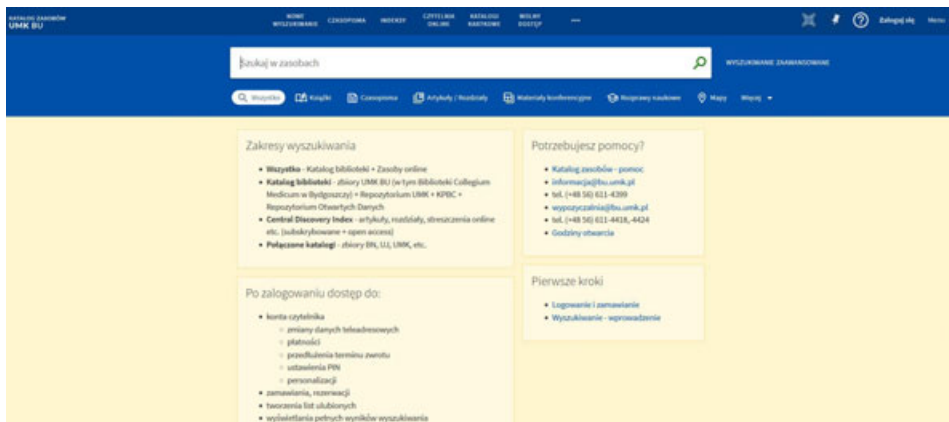 KATALOG ZASOBÓW
UMK BU
NOWE WYSZUKIWANIE
CZASOPISMA
INDEKSY
CZYTELNIA ONLINE
KATALOGI KARTKOWE
WOLNY DOSTĘP
Zaloguj się
Menu
Szukaj w zasobach
WYSZUKIWANIE ZAAWANSOWANE
Wszystko
Książki
Czasopisma
Artykuły / Rozdziały
Materiały konferencyjne
Rozprawy naukowe
Mapy
Więcej
Zakresy wyszukiwania
Wszystko - Katalog biblioteki + Zasoby online
Katalog biblioteki - zbiory UMK BU (w tym Biblioteki Collegium
Medicum w Bydgoszczy) + Repozytorium UMK + KPBC +
Repozytorium Otwartych Danych
Central Discovery Index - artykuły, rozdziały, streszczenia online
etc. (subskrybowane + open access)
Połączone katalogi - zbiory BN, UJ, UMK, etc.
Potrzebujesz pomocy?
Katalog zasobów - pomoc
informacja@bu.umk.pl
tel. (+48 56) 611-4399
wypozyczalnia@bu.umk.pl
tel. (+48 56) 611-4418, -4424
Godziny otwarcia
Pierwsze kroki
Logowanie i zamawianie
Wyszukiwanie - wprowadzenie
Po zalogowaniu dostęp do:
konta czytelnika
zmiany danych teleadresowych
płatności
przedłużenia terminu zwrotu
ustawienia PIN
personalizacji
zamawiania, rezerwacji
tworzenia list ulubionych
wyświetlania pełnych wyników wyszukiwania